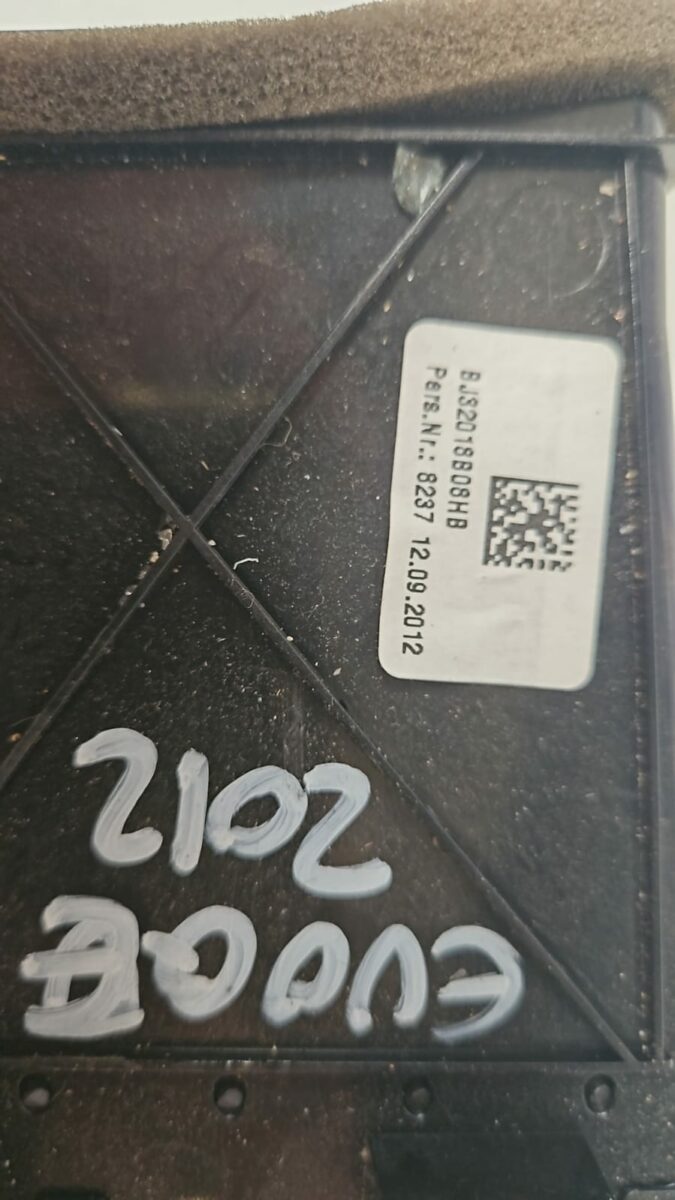 BJ32018B08HB
Pers.Nr.: 8237 12.09.2012
EVOQE
2012